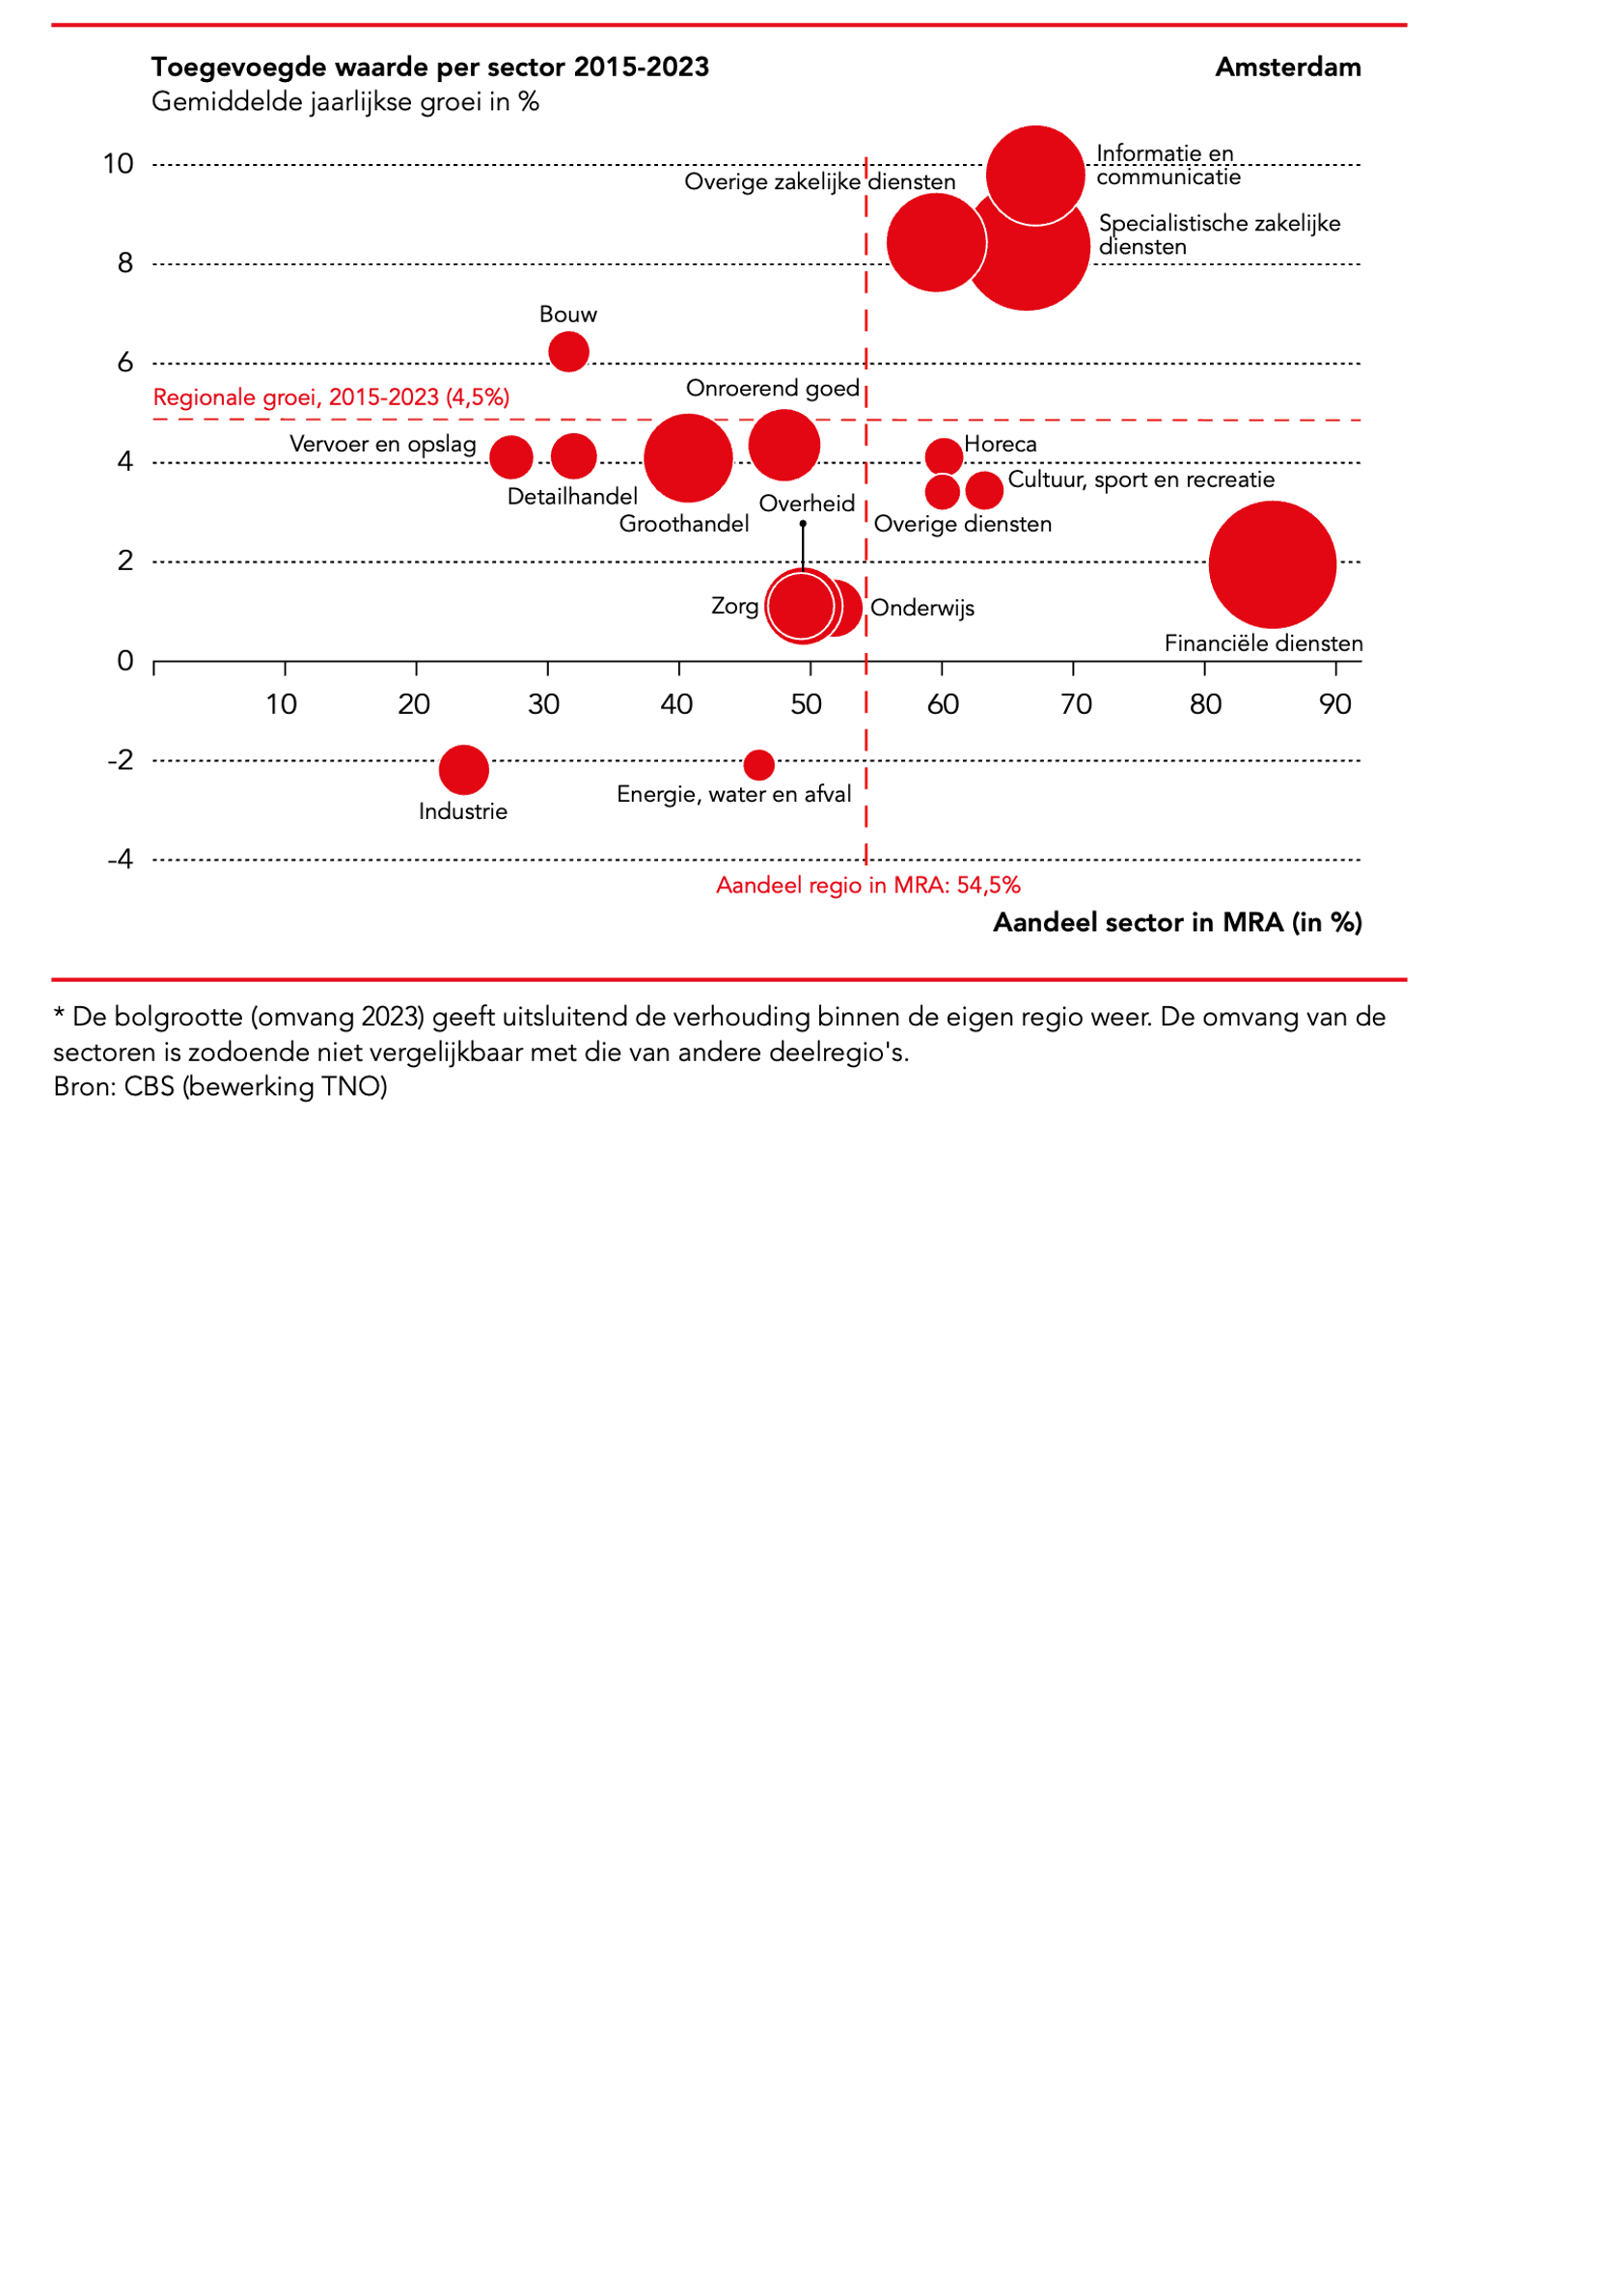 Toegevoegde waarde per sector 2015-2023
Amsterdam
Gemiddelde jaarlijkse groei in %
10
Informatie en
communicatie
Overige zakelijke diensten
Specialistische zakelijke
diensten
8
Bouw
6
Regionale groei, 2015-2023 (4,5%)
Onroerend goed
Vervoer en opslag
Horeca
4
Cultuur, sport en recreatie
Detailhandel
Overheid
Groothandel
Overige diensten
2
Zorg
Onderwijs
Financiële diensten
0
10 20 30 40 50 60 70 80 90
-2
Energie, water en afval
Industrie
-4
Aandeel regio in MRA: 54,5%
Aandeel sector in MRA (in %)
* De bolgrootte (omvang 2023) geeft uitsluitend de verhouding binnen de eigen regio weer. De omvang van de
sectoren is zodoende niet vergelijkbaar met die van andere deelregio's.
Bron: CBS (bewerking TNO)